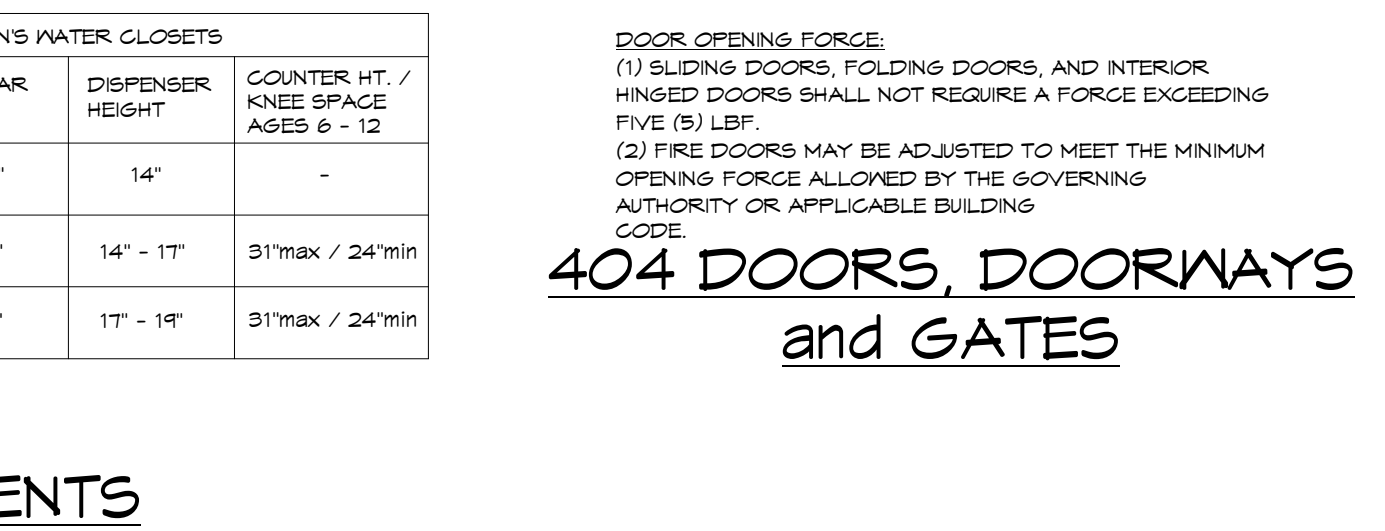 N'S WATER CLOSETS
AR DISPENSER HEIGHT COUNTER HT. / KNEE SPACE AGES 6 - 12
" 14" -
" 14" - 17" 31"max / 24"min
" 17" - 19" 31"max / 24"min
ENTS
DOOR OPENING FORCE:
(1) SLIDING DOORS, FOLDING DOORS, AND INTERIOR
HINGED DOORS SHALL NOT REQUIRE A FORCE EXCEEDING
FIVE (5) LBF.
(2) FIRE DOORS MAY BE ADJUSTED TO MEET THE MINIMUM
OPENING FORCE ALLOWED BY THE GOVERNING
AUTHORITY OR APPLICABLE BUILDING
CODE.
404 DOORS, DOORWAYS
and GATES